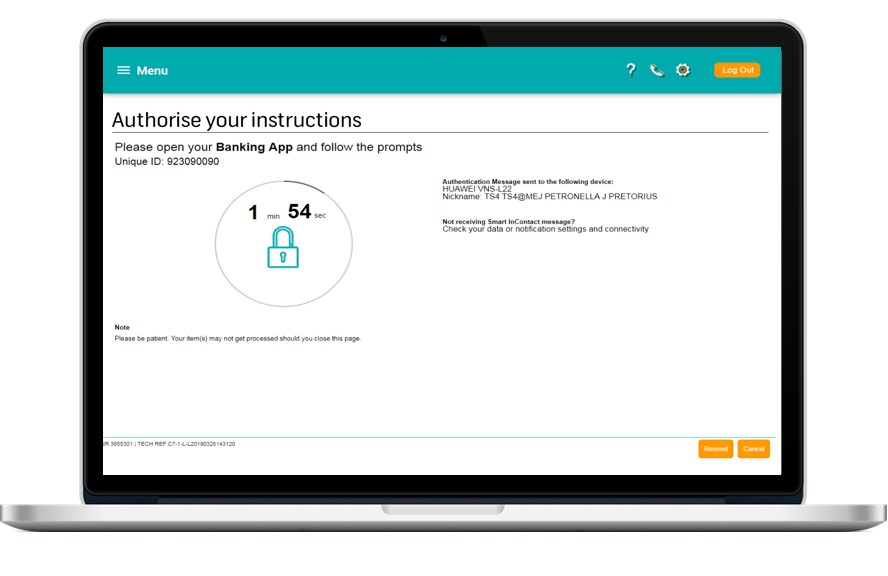 Menu
? Log Out
Authorise your instructions
Please open your Banking App and follow the prompts
Unique ID: 923090090
1 min 54 sec
Authentication Message sent to the following device:
HUAWEI VNS-L22
Nickname: TS4 TS4@MEJ PETRONELLA J PRETORIUS
Not receiving Smart InContact message?
Check your data or notification settings and connectivity
Note
Please be patient. Your item(s) may not get processed should you close this page.
3655301 | TECH REF C7-1-L-L20190328143120
Resend Cancel